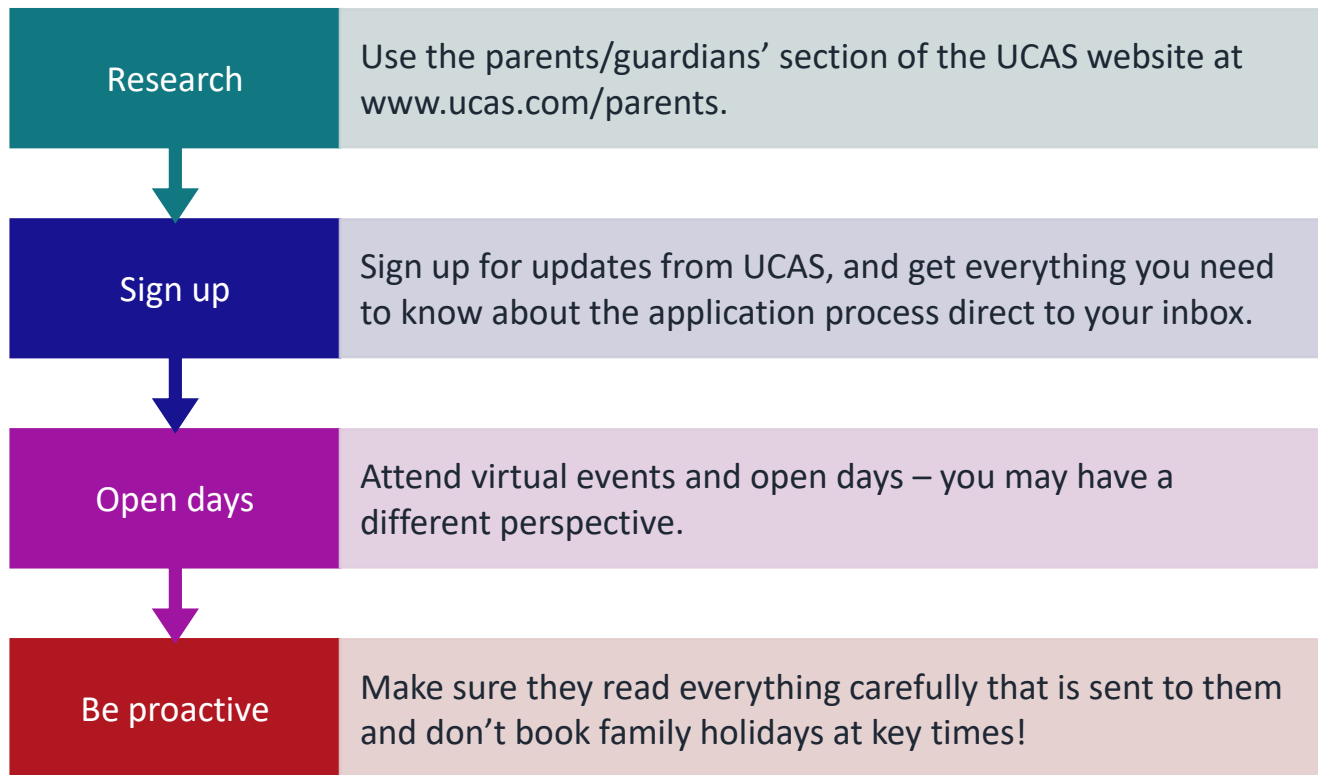 Research
Use the parents/guardians’ section of the UCAS website at
www.ucas.com/parents.
Sign up
Sign up for updates from UCAS, and get everything you need
to know about the application process direct to your inbox.
Open days
Attend virtual events and open days – you may have a
different perspective.
Be proactive
Make sure they read everything carefully that is sent to them
and don’t book family holidays at key times!